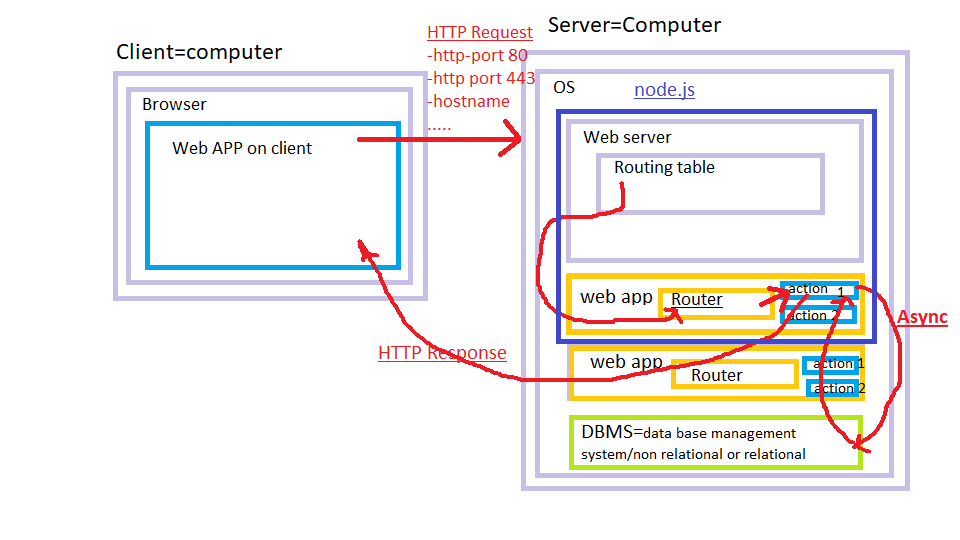 Client=computer
Browser
Web APP on client
HTTP Request
-http-port 80
-http port 443
-hostname
.....
Server=Computer
OS
node.js
Web server
Routing table
web app
Router
action 1
action 2
Async
HTTP Response
web app
Router
action 1
action 2
DBMS=data base management
system/non relational or relational